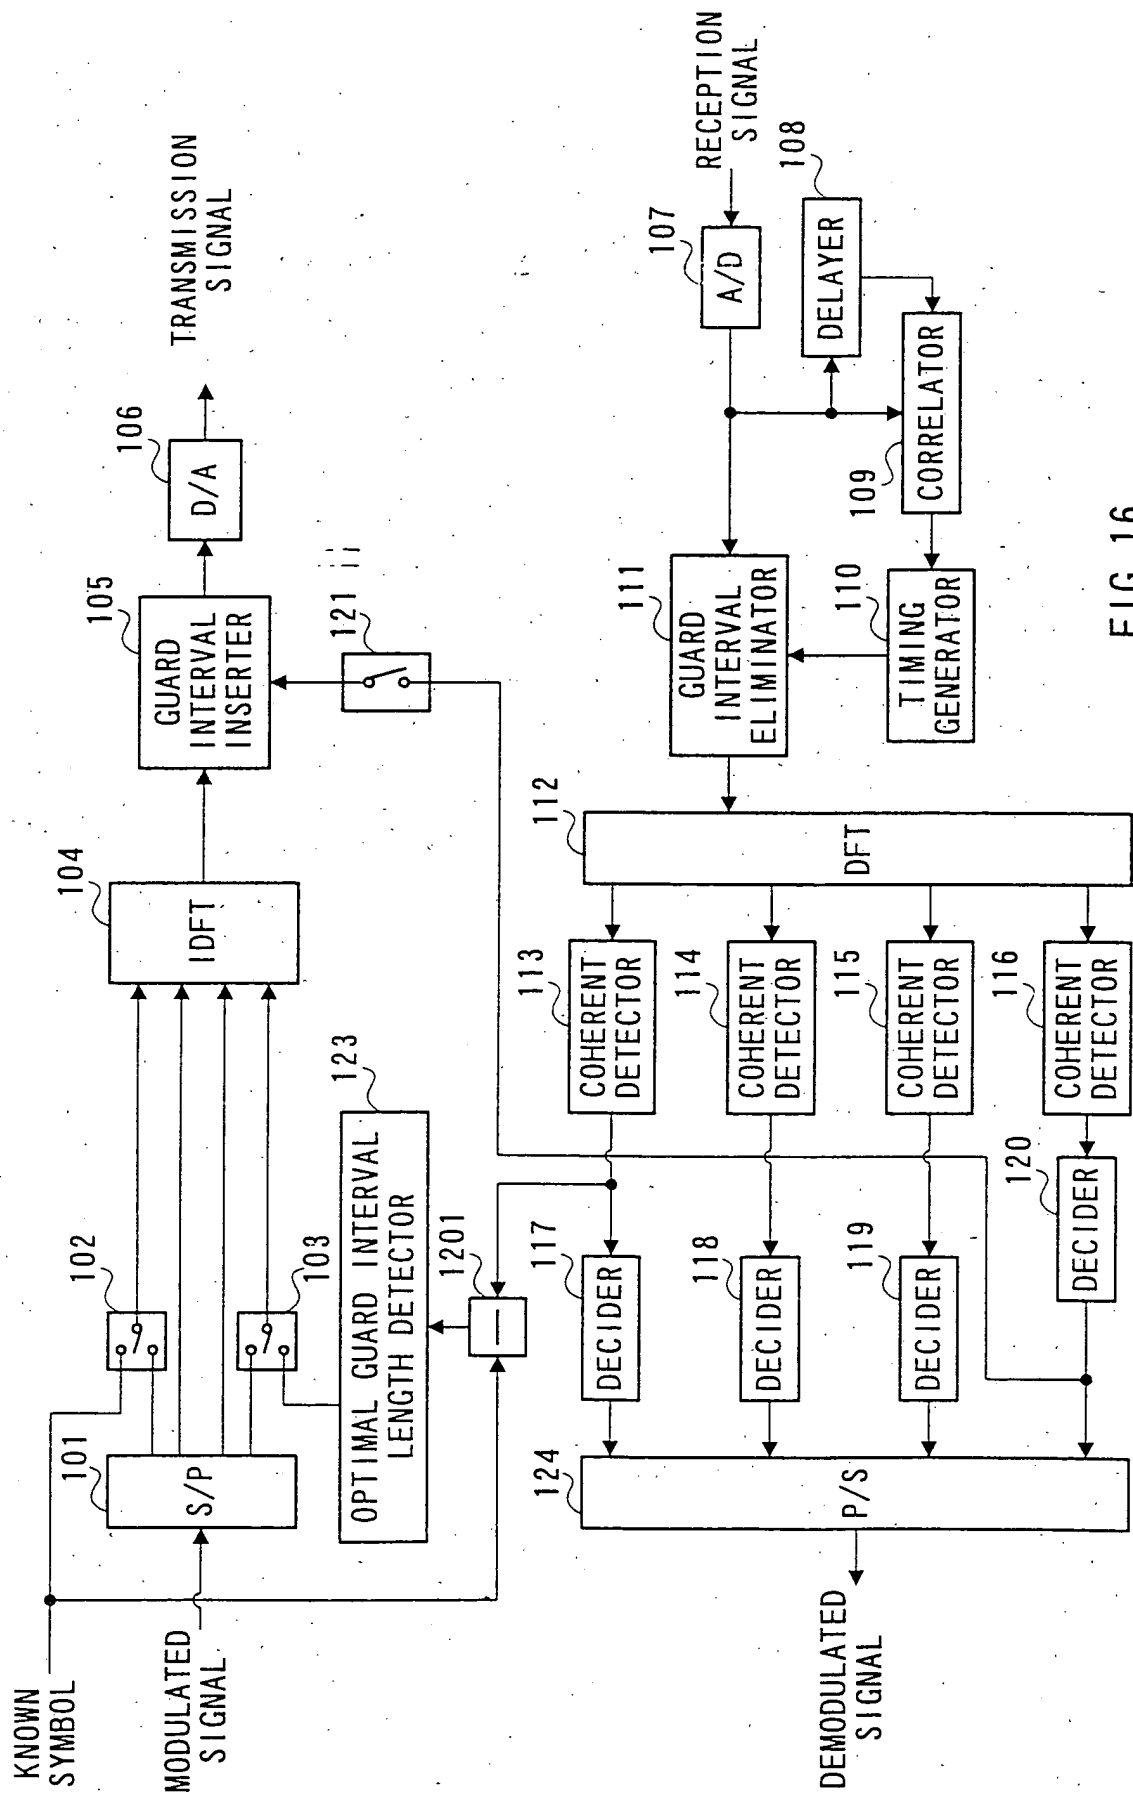 KNOWN
SYMBOL
MODULATED
SIGNAL
101
S/P
102
103
104
IDFT
105
GUARD
INTERVAL
INSERTER
106
D/A
TRANSMISSION
SIGNAL
121
123
OPTIMAL GUARD INTERVAL
LENGTH DETECTOR
1201
RECEPTION
SIGNAL
107
A/D
108
DELAYER
109
CORRELATOR
110
TIMING
GENERATOR
111
GUARD
INTERVAL
ELIMINATOR
112
DFT
113
COHERENT
DETECTOR
114
COHERENT
DETECTOR
115
COHERENT
DETECTOR
116
COHERENT
DETECTOR
117
DECIDER
118
DECIDER
119
DECIDER
120
DECIDER
124
P/S
DEMODULATED
SIGNAL
FIG. 16